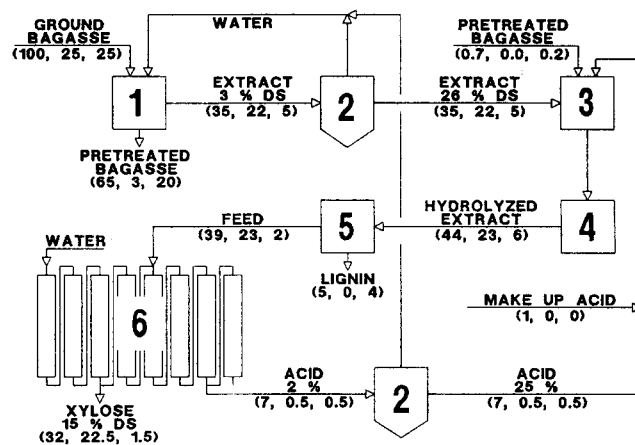 GROUND
BAGASSE
(100, 25, 25)
WATER
PRETREATED
BAGASSE
(0.7, 0.0, 0.2)
1
EXTRACT
3 % DS
(35, 22, 5)
2
EXTRACT
26 % DS
(35, 22, 5)
3
PRETREATED
BAGASSE
(65, 3, 20)
FEED
(39, 23, 2)
5
HYDROLYZED
EXTRACT
(44, 23, 6)
4
WATER
LIGNIN
(5, 0, 4)
6
MAKE UP ACID
(1, 0, 0)
ACID
2 %
(7, 0.5, 0.5)
2
ACID
25 %
(7, 0.5, 0.5)
XYLOSE
15 % DS
(32, 22.5, 1.5)